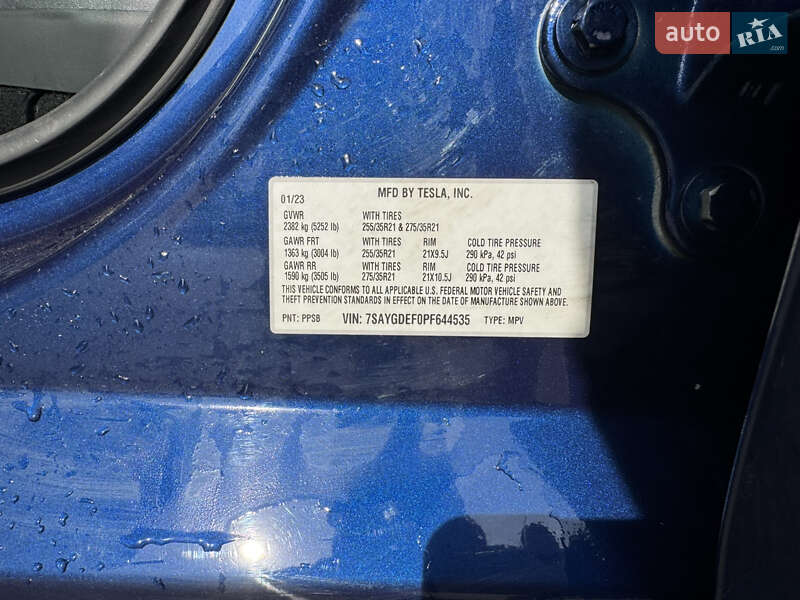 auto RIA.com
01/23 MFD BY TESLA, INC.
GVWR WITH TIRES
2382 kg (5252 lb) 255/35R21 & 275/35R21
GAWR FRT WITH TIRES RIM COLD TIRE PRESSURE
1363 kg (3004 lb) 255/35R21 21X9.5J 290 kPa, 42 psi
GAWR RR WITH TIRES RIM COLD TIRE PRESSURE
1590 kg (3505 lb) 275/35R21 21X10.5J 290 kPa, 42 psi
THIS VEHICLE CONFORMS TO ALL APPLICABLE U.S. FEDERAL MOTOR VEHICLE SAFETY AND
THEFT PREVENTION STANDARDS IN EFFECT ON THE DATE OF MANUFACTURE SHOWN ABOVE.
PNT: PPSB VIN: 7SAYGDEF0PF644535 TYPE: MPV